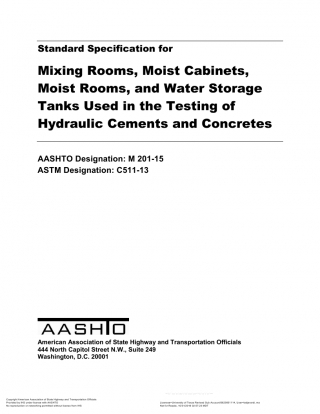 Standard Specification for
Mixing Rooms, Moist Cabinets,
Moist Rooms, and Water Storage
Tanks Used in the Testing of
Hydraulic Cements and Concretes
AASHTO Designation: M 201-15
ASTM Designation: C511-13
AASHTO
American Association of State Highway and Transportation Officials
444 North Capitol Street N.W., Suite 249
Washington, D.C. 20001